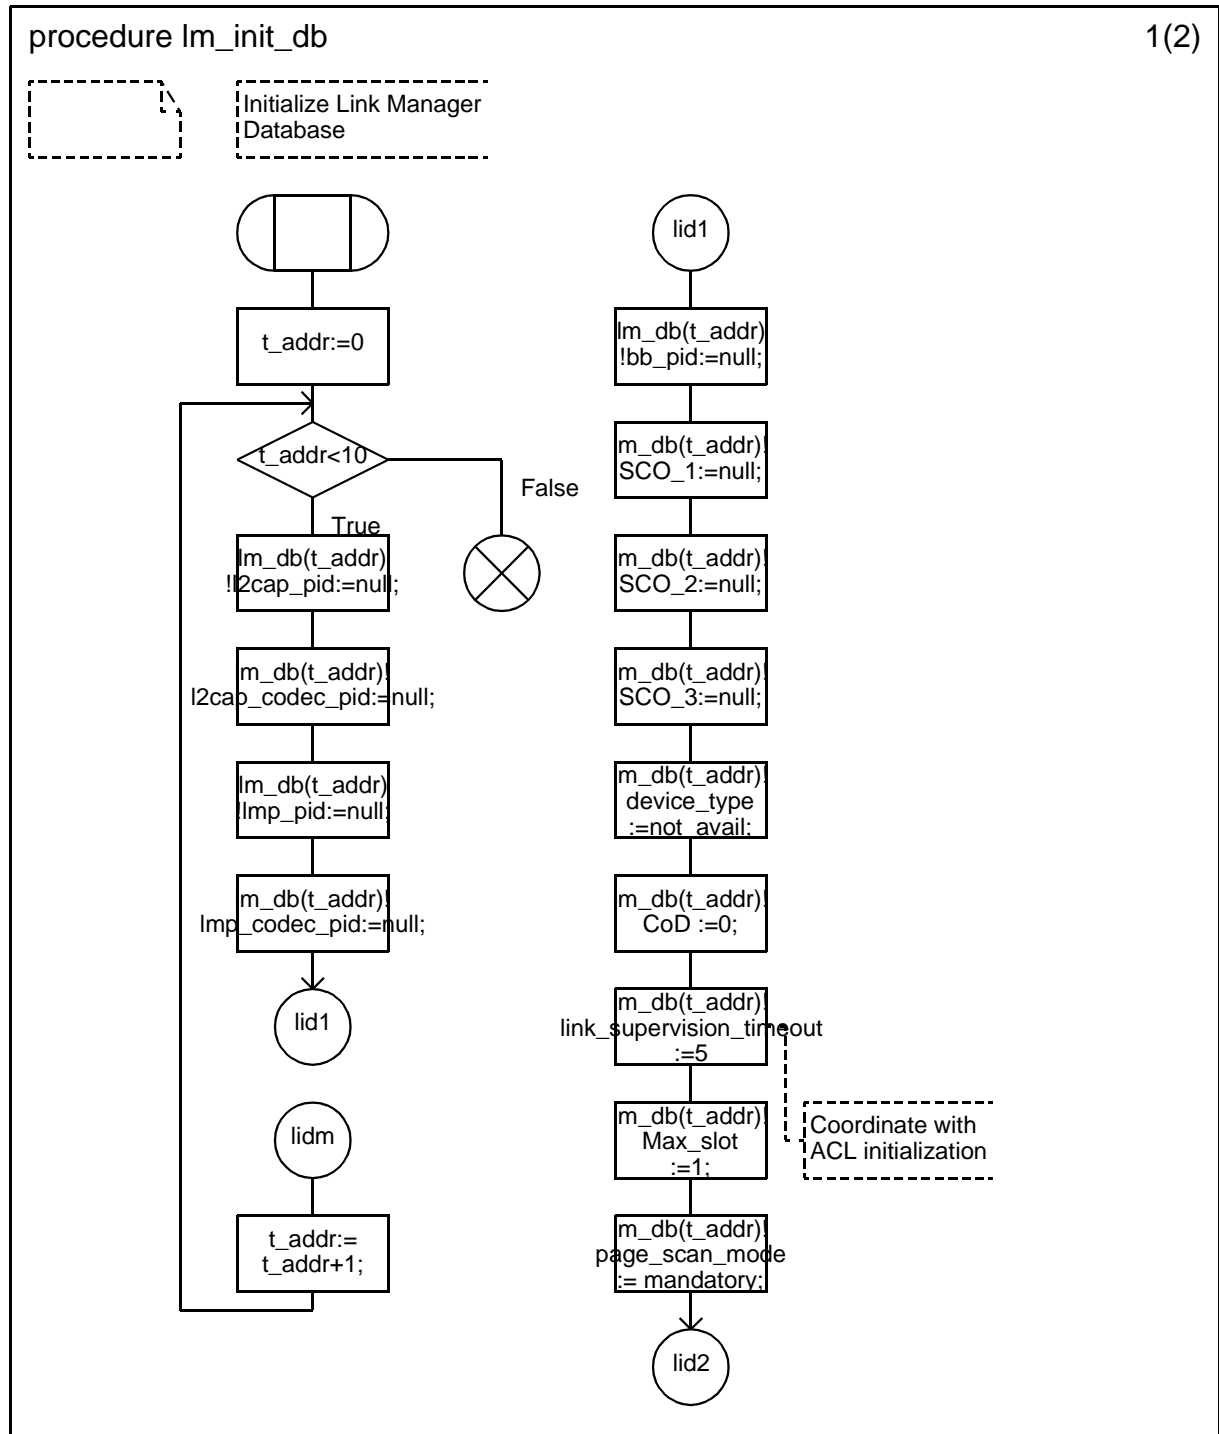 procedure lm_init_db
1(2)
Initialize Link Manager
Database
t_addr:=0
t_addr<10
False
True
lm_db(t_addr)
!l2cap_pid:=null;
m_db(t_addr)!
l2cap_codec_pid:=null;
lm_db(t_addr)
!lmp_pid:=null;
m_db(t_addr)!
lmp_codec_pid:=null;
lid1
lidm
t_addr:=
t_addr+1;
lid1
lm_db(t_addr)
!bb_pid:=null;
m_db(t_addr)!
SCO_1:=null;
m_db(t_addr)!
SCO_2:=null;
m_db(t_addr)!
SCO_3:=null;
m_db(t_addr)!
device_type
:=not_avail;
m_db(t_addr)!
CoD :=0;
m_db(t_addr)!
link_supervision_timeout
:=5
m_db(t_addr)!
Max_slot
:=1;
Coordinate with
ACL initialization
m_db(t_addr)!
page_scan_mode
:= mandatory;
lid2